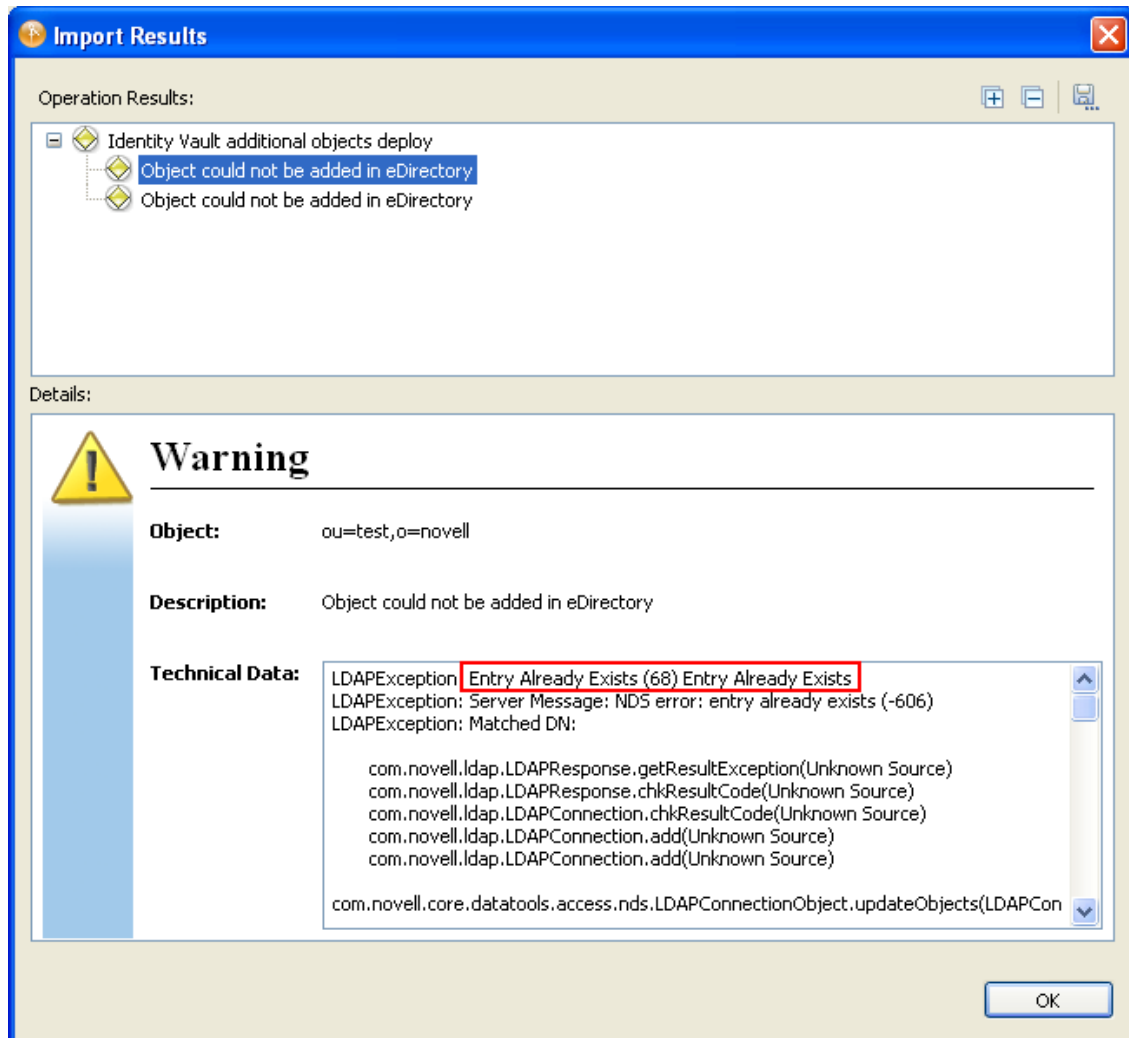 Import Results
Operation Results:
Identity Vault additional objects deploy
Object could not be added in eDirectory
Object could not be added in eDirectory
Details:
Warning
Object: ou=test,o=novell
Description: Object could not be added in eDirectory
Technical Data: LDAPException Entry Already Exists (68) Entry Already Exists
LDAPException: Server Message: NDS error: entry already exists (-606)
LDAPException: Matched DN:
com.novell.ldap.LDAPResponse.getResultException(Unknown Source)
com.novell.ldap.LDAPResponse.chkResultCode(Unknown Source)
com.novell.ldap.LDAPConnection.chkResultCode(Unknown Source)
com.novell.ldap.LDAPConnection.add(Unknown Source)
com.novell.ldap.LDAPConnection.add(Unknown Source)
com.novell.core.datatools.access.nds.LDAPConnectionObject.updateObjects(LDAPCon
OK